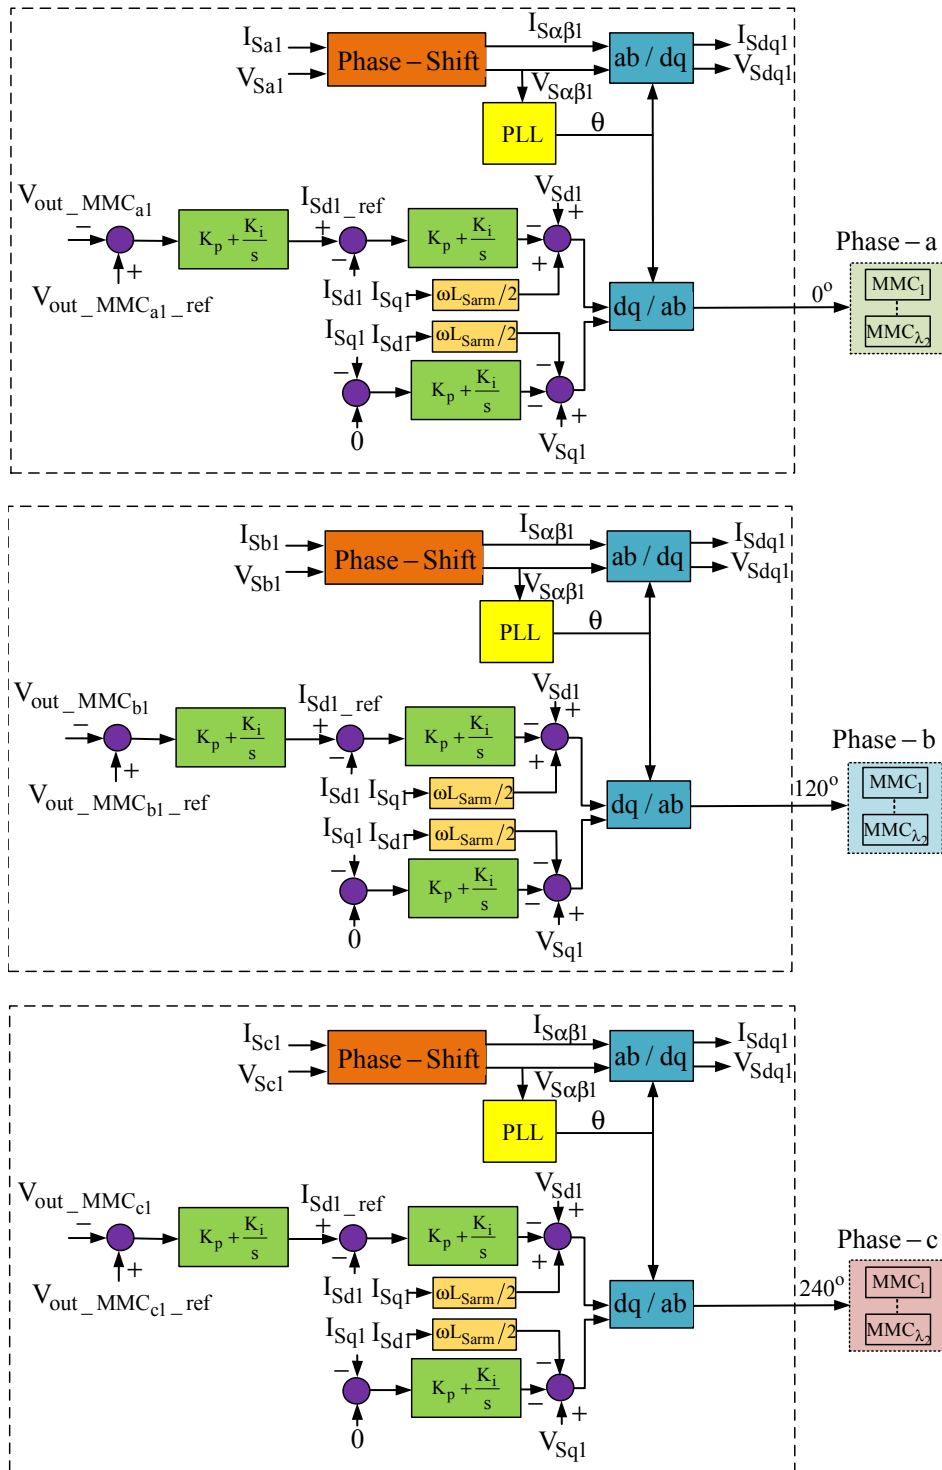 I_Sa1
V_Sa1
Phase – Shift
I_Sαβ1
V_Sαβ1
ab / dq
I_Sdq1
V_Sdq1
PLL
θ
V_out_MMC_a1
−
+
V_out_MMC_a1_ref
K_p + K_i/s
I_Sd1_ref
+
−
I_Sd1
K_p + K_i/s
V_Sd1
+
−
+
I_Sq1
ωL_Sarm/2
I_Sq1
I_Sd1
ωL_Sarm/2
−
0
K_p + K_i/s
−
−
+
V_Sq1
dq / ab
0°
Phase – a
MMC_1
MMC_λ2
I_Sb1
V_Sb1
Phase – Shift
I_Sαβ1
V_Sαβ1
ab / dq
I_Sdq1
V_Sdq1
PLL
θ
V_out_MMC_b1
−
+
V_out_MMC_b1_ref
K_p + K_i/s
I_Sd1_ref
+
−
I_Sd1
K_p + K_i/s
V_Sd1
+
−
+
I_Sq1
ωL_Sarm/2
I_Sq1
I_Sd1
ωL_Sarm/2
−
0
K_p + K_i/s
−
−
+
V_Sq1
dq / ab
120°
Phase – b
MMC_1
MMC_λ2
I_Sc1
V_Sc1
Phase – Shift
I_Sαβ1
V_Sαβ1
ab / dq
I_Sdq1
V_Sdq1
PLL
θ
V_out_MMC_c1
−
+
V_out_MMC_c1_ref
K_p + K_i/s
I_Sd1_ref
+
−
I_Sd1
K_p + K_i/s
V_Sd1
+
−
+
I_Sq1
ωL_Sarm/2
I_Sq1
I_Sd1
ωL_Sarm/2
−
0
K_p + K_i/s
−
−
+
V_Sq1
dq / ab
240°
Phase – c
MMC_1
MMC_λ2